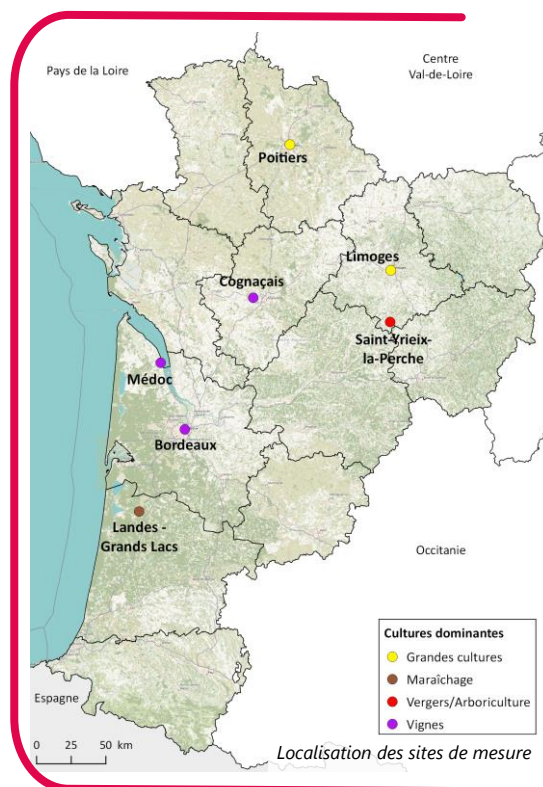 Pays de la Loire
Centre
Val-de-Loire
Poitiers
Limoges
Cognaçais
Saint-Yrieix-
la-Perche
Médoc
Bordeaux
Landes -
Grands Lacs
Occitanie
Espagne
Cultures dominantes
Grandes cultures
Maraîchage
Vergers/Arboriculture
Vignes
0 25 50 km
Localisation des sites de mesure